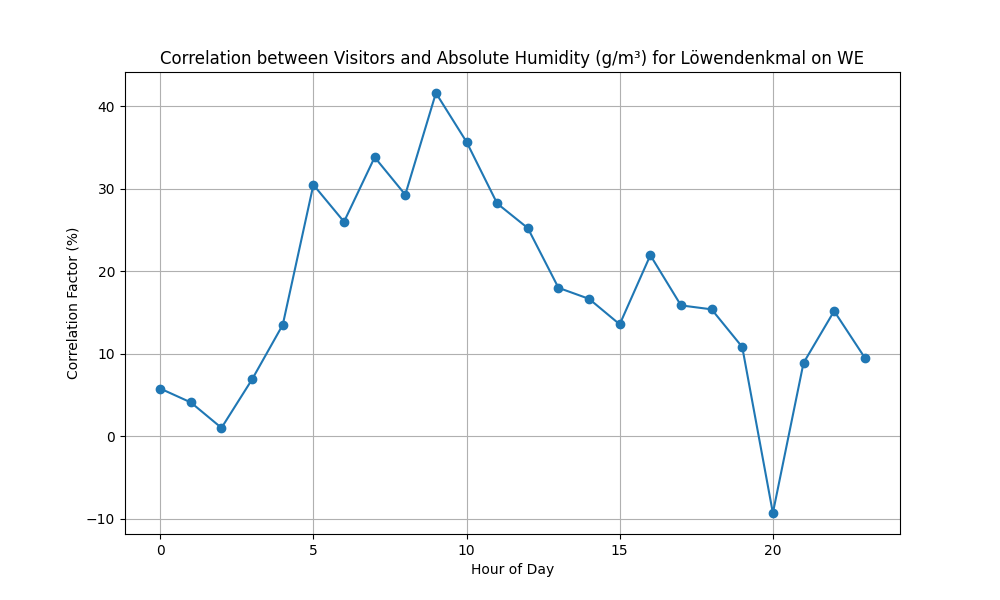 Correlation between Visitors and Absolute Humidity (g/m³) for Löwendenkmal on WE
Correlation Factor (%)
40
30
20
10
0
−10
0 5 10 15 20
Hour of Day